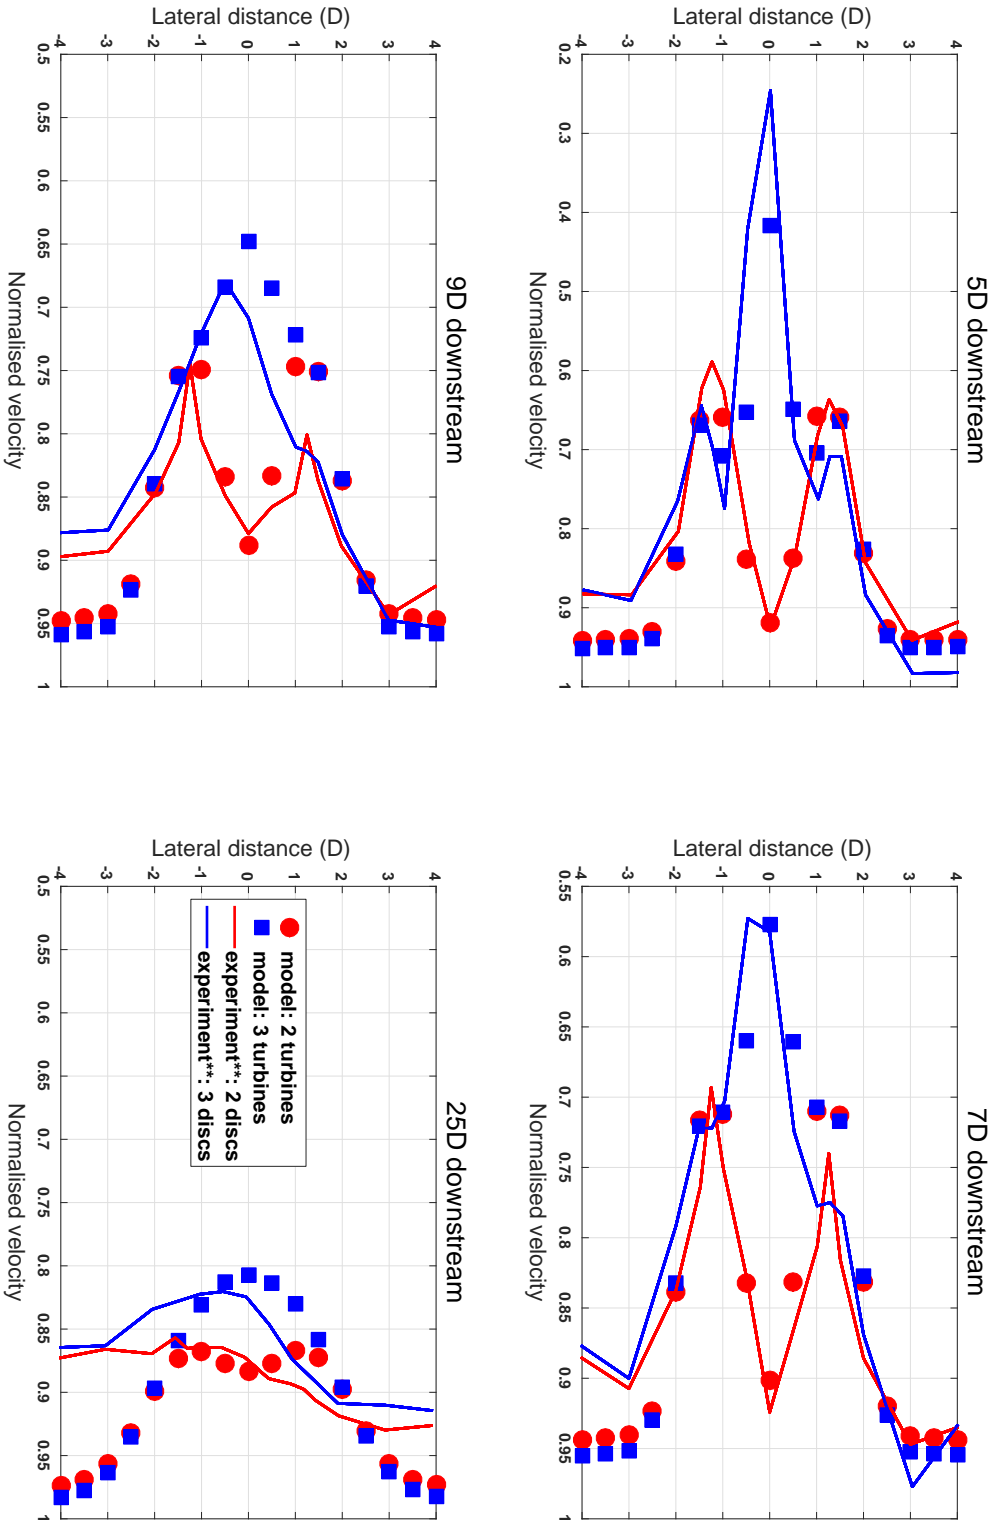 5D downstream
Lateral distance (D)
4
3
2
1
0
-1
-2
-3
-4
0.2 0.3 0.4 0.5 0.6 0.7 0.8 0.9 1
Normalised velocity
7D downstream
Lateral distance (D)
4
3
2
1
0
-1
-2
-3
-4
0.55 0.6 0.65 0.7 0.75 0.8 0.85 0.9 0.95 1
Normalised velocity
9D downstream
Lateral distance (D)
4
3
2
1
0
-1
-2
-3
-4
0.5 0.55 0.6 0.65 0.7 0.75 0.8 0.85 0.9 0.95 1
Normalised velocity
25D downstream
Lateral distance (D)
4
3
2
1
0
-1
-2
-3
-4
model: 2 turbines
model: 3 turbines
experiment**: 2 discs
experiment**: 3 discs
0.5 0.55 0.6 0.65 0.7 0.75 0.8 0.85 0.9 0.95 1
Normalised velocity